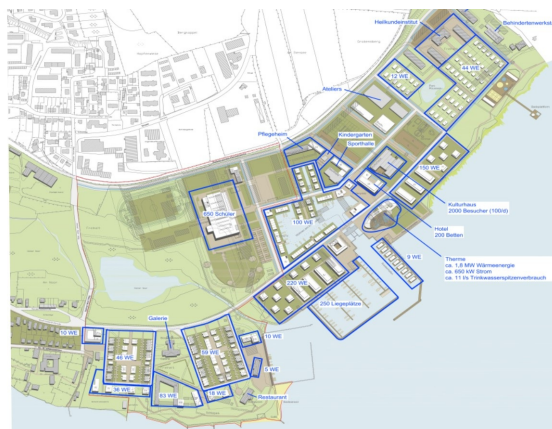 Heilkundeinstitut
Behindertenwerkst
12 WE
44 WE
Ateliers
Kindergarten
Sporthalle
Pflegeheim
150 WE
650 Schüler
100 WE
Kulturhaus
2000 Besucher (100/d)
Hotel
200 Betten
9 WE
Therme
ca. 1,6 MW Wärmeenergie
ca. 650 kW Strom
ca. 11 l/s Trinkwasserspitzenverbrauch
220 WE
250 Liegeplätze
Galerie
10 WE
46 WE
59 WE
10 WE
5 WE
36 WE
63 WE
18 WE
Restaurant